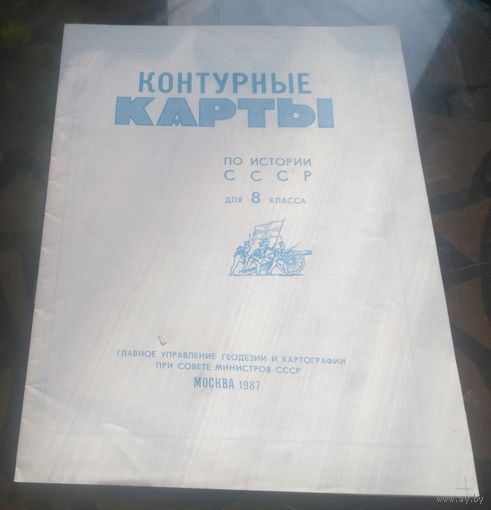 КОНТУРНЫЕ
КАРТЫ
ПО ИСТОРИИ
СССР
ДЛЯ 8 КЛАССА
ГЛАВНОЕ УПРАВЛЕНИЕ ГЕОДЕЗИИ И КАРТОГРАФИИ
ПРИ СОВЕТЕ МИНИСТРОВ СССР
МОСКВА 1987
www.ay.by